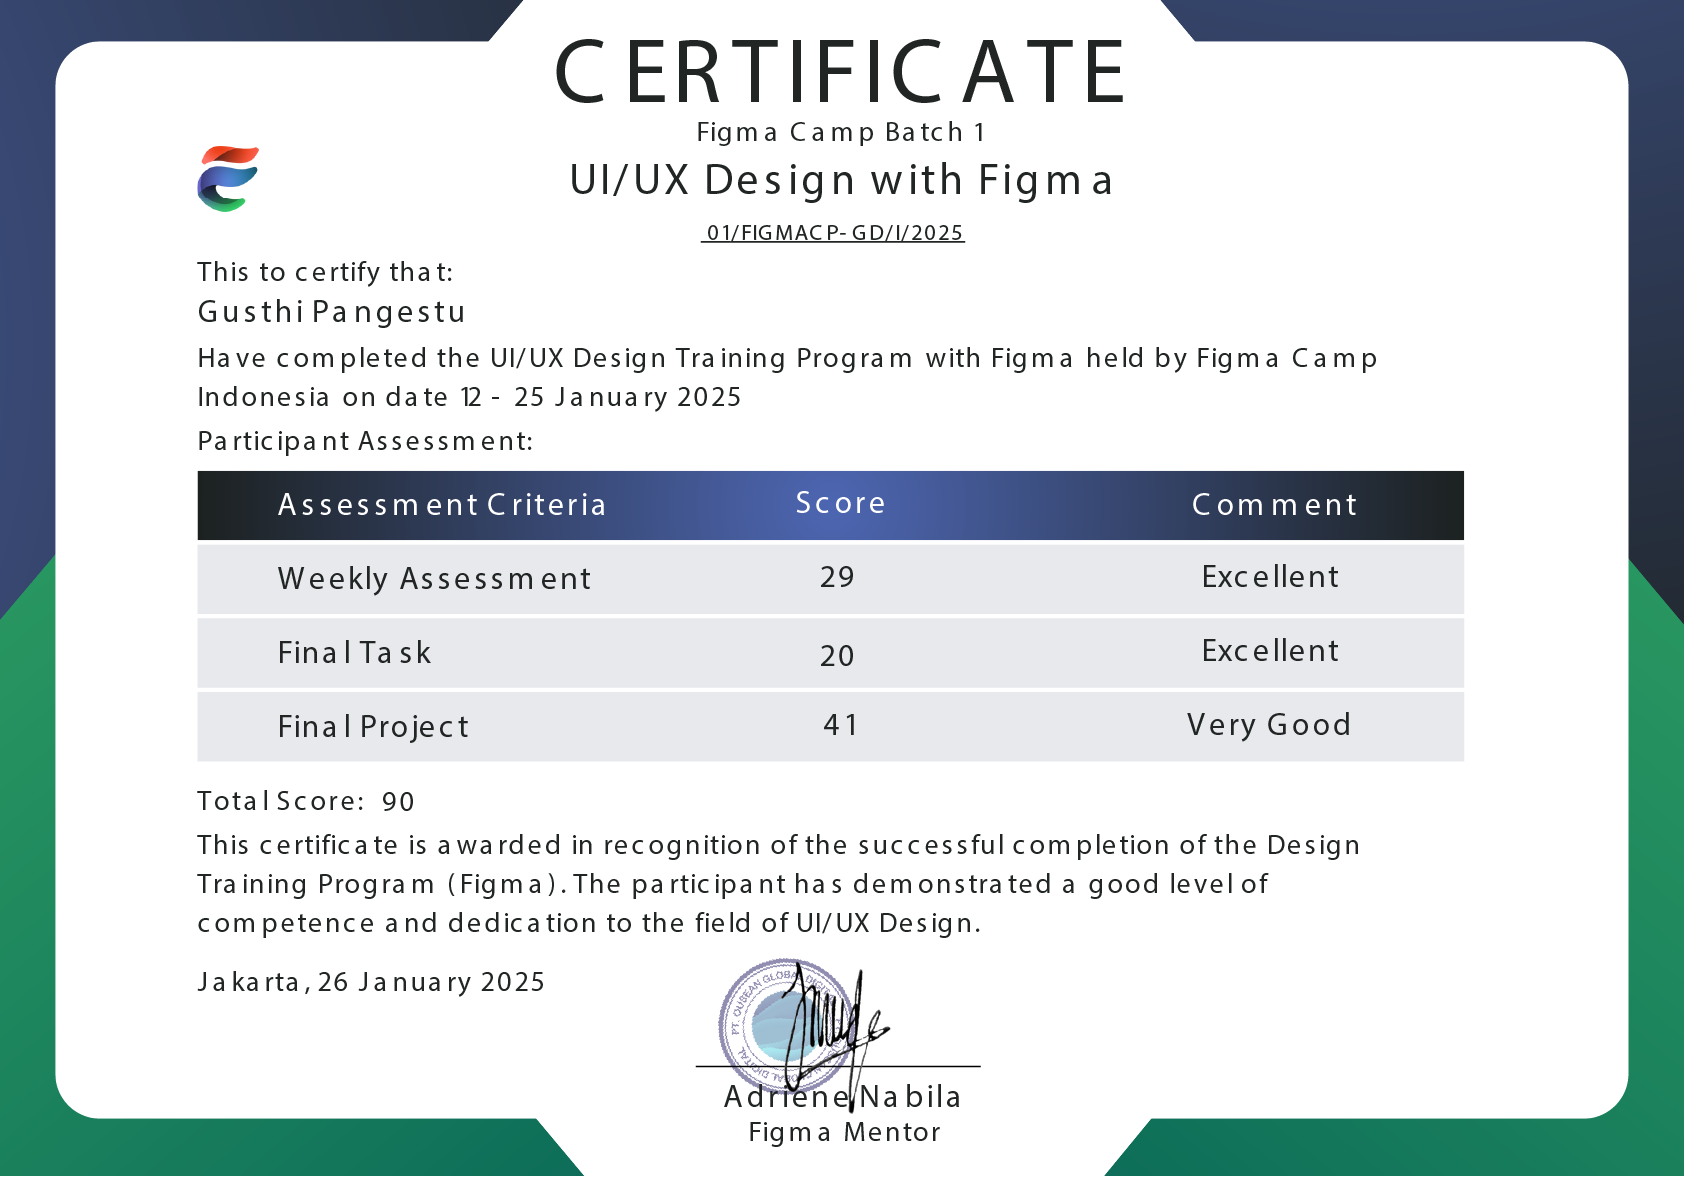 CERTIFICATE
Figma Camp Batch 1
UI/UX Design with Figma
01/FIGMACP-GD/I/2025
This to certify that:
Gusthi Pangestu
Have completed the UI/UX Design Training Program with Figma held by Figma Camp
Indonesia on date 12 - 25 January 2025
Participant Assessment:
Assessment Criteria Score Comment
Weekly Assessment 29 Excellent
Final Task 20 Excellent
Final Project 41 Very Good
Total Score: 90
This certificate is awarded in recognition of the successful completion of the Design
Training Program (Figma). The participant has demonstrated a good level of
competence and dedication to the field of UI/UX Design.
Jakarta, 26 January 2025
PT. OUSEAN GLOBAL DIGITAL
Adriene Nabila
Figma Mentor